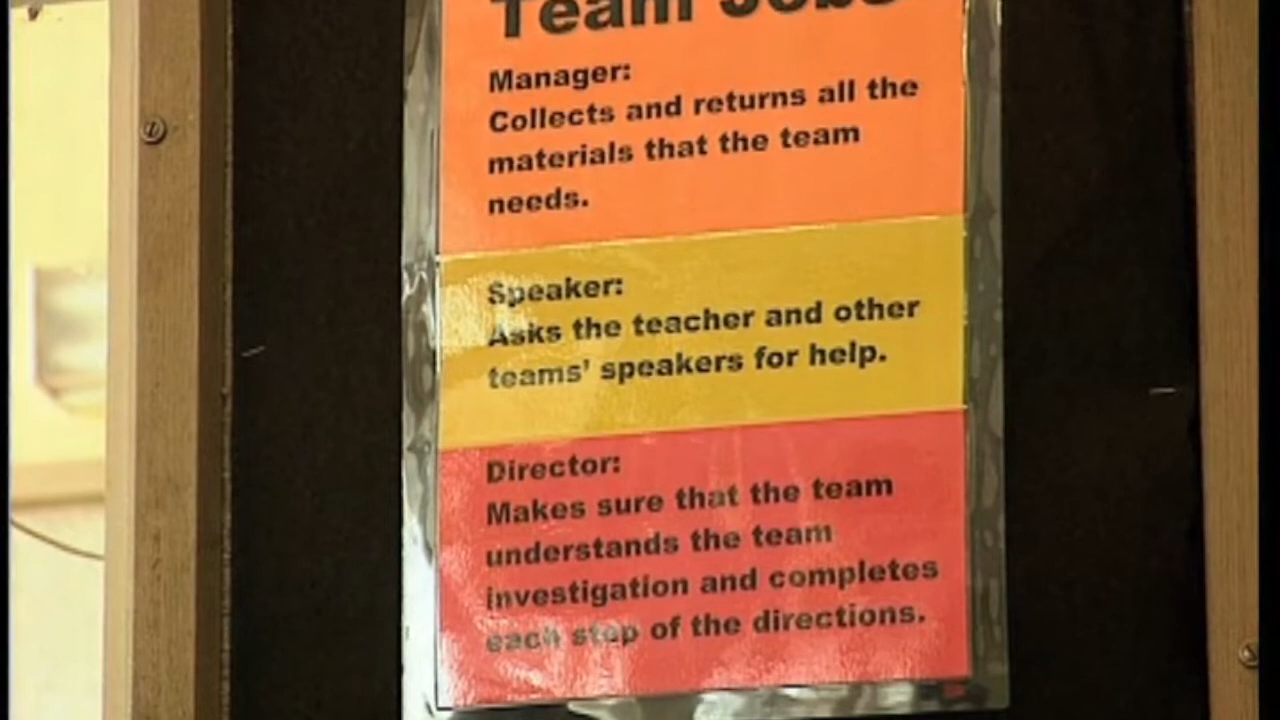 Team Jobs
Manager:
Collects and returns all the
materials that the team
needs.
Speaker:
Asks the teacher and other
teams' speakers for help.
Director:
Makes sure that the team
understands the team
investigation and completes
each step of the directions.